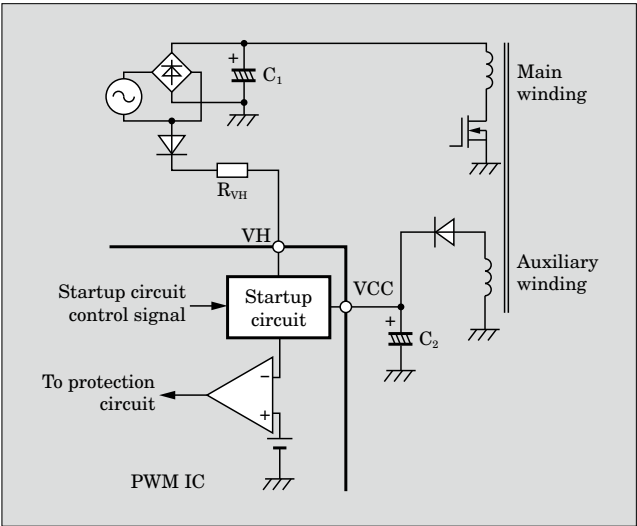 +
C₁
Main
winding
R_VH
VH
Startup circuit
control signal
Startup
circuit
VCC
Auxiliary
winding
+
C₂
To protection
circuit
−
+
PWM IC